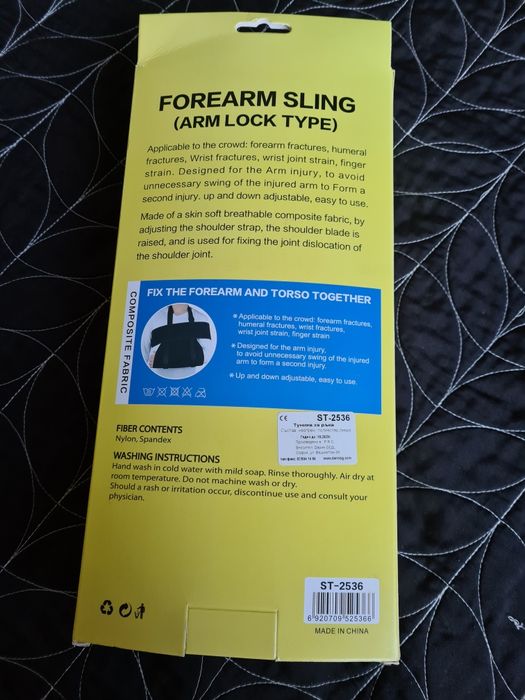 FOREARM SLING
(ARM LOCK TYPE)
Applicable to the crowd: forearm fractures, humeral
fractures, Wrist fractures, wrist joint strain, finger
strain. Designed for the Arm injury, to avoid
unnecessary swing of the injured arm to Form a
second injury. up and down adjustable, easy to use.
Made of a skin soft breathable composite fabric, by
adjusting the shoulder strap, the shoulder blade is
raised, and is used for fixing the joint dislocation of
the shoulder joint.
COMPOSITE FABRIC
FIX THE FOREARM AND TORSO TOGETHER
Applicable to the crowd: forearm fractures,
humeral fractures, wrist fractures,
wrist joint strain, finger strain
Designed for the arm injury,
to avoid unnecessary swing of the injured
arm to form a second injury.
Up and down adjustable, easy to use.
CE ST-2536
FIBER CONTENTS
Nylon, Spandex
WASHING INSTRUCTIONS
Hand wash in cold water with mild soap. Rinse thoroughly. Air dry at
room temperature. Do not machine wash or dry.
Should a rash or irritation occur, discontinue use and consult your
physician.
ST-2536
6 920709 525366
MADE IN CHINA